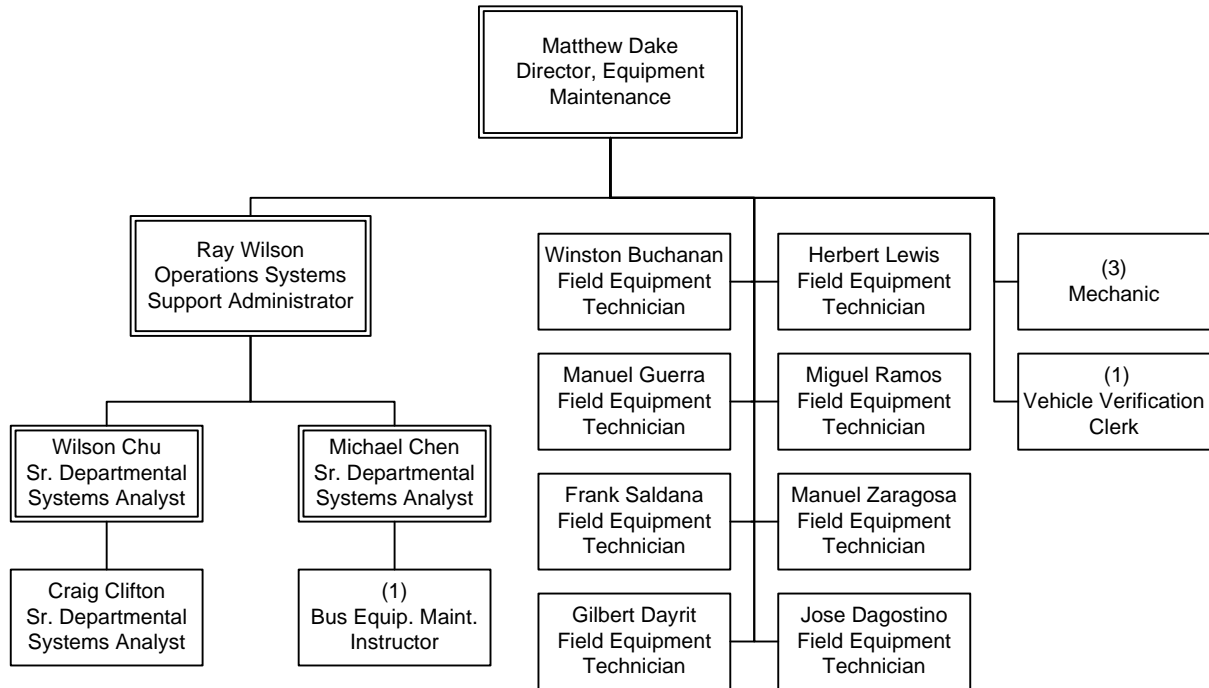 Matthew Dake
Director, Equipment
Maintenance
Ray Wilson
Operations Systems
Support Administrator
Winston Buchanan
Field Equipment
Technician
Herbert Lewis
Field Equipment
Technician
(3)
Mechanic
Manuel Guerra
Field Equipment
Technician
Miguel Ramos
Field Equipment
Technician
(1)
Vehicle Verification
Clerk
Wilson Chu
Sr. Departmental
Systems Analyst
Michael Chen
Sr. Departmental
Systems Analyst
Frank Saldana
Field Equipment
Technician
Manuel Zaragosa
Field Equipment
Technician
Craig Clifton
Sr. Departmental
Systems Analyst
(1)
Bus Equip. Maint.
Instructor
Gilbert Dayrit
Field Equipment
Technician
Jose Dagostino
Field Equipment
Technician